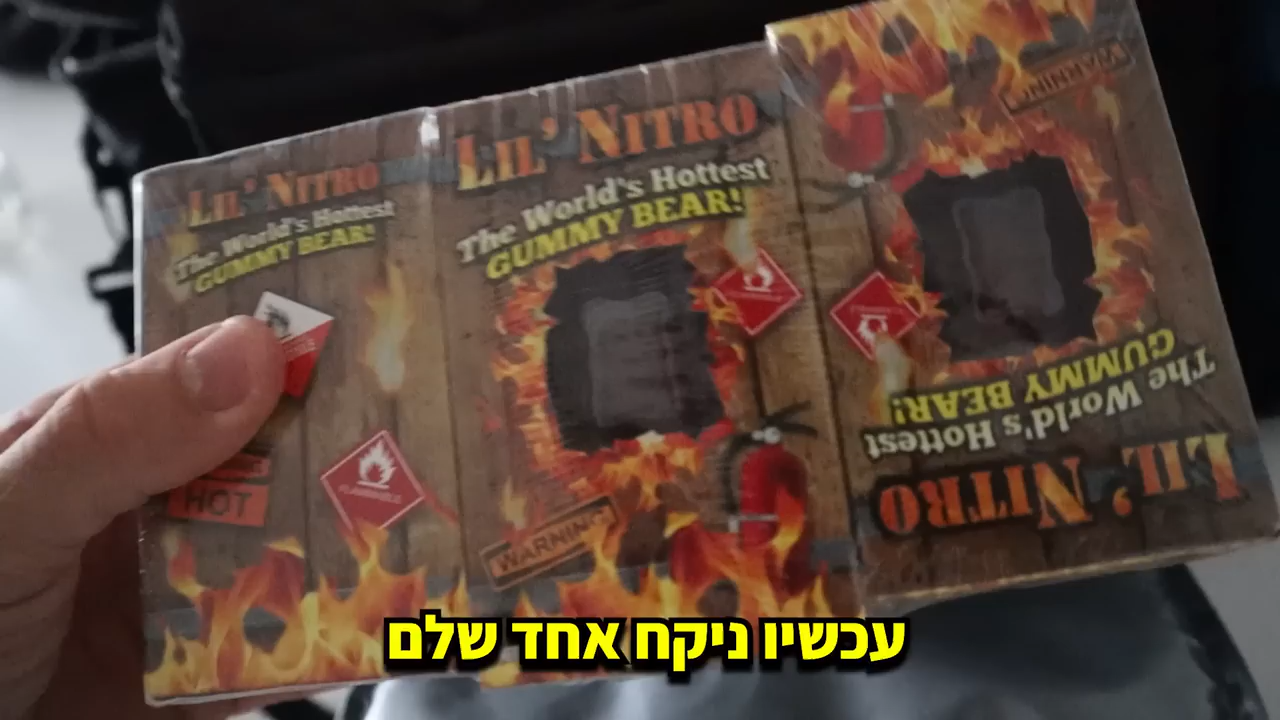 LIL' NITRO
The World's Hottest
GUMMY BEAR!
HOT
FLAMMABLE
LIL' NITRO
The World's Hottest
GUMMY BEAR!
WARNING
WARNING
The World's Hottest
GUMMY BEAR!
LIL' NITRO
עכשיו ניקח אחד שלם